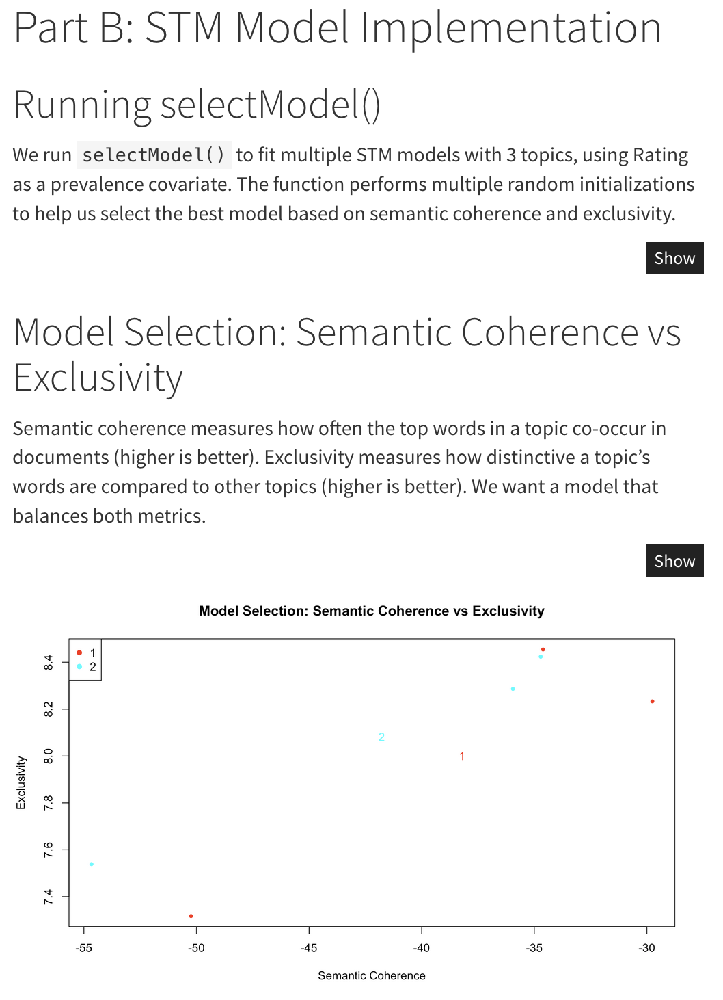 Part B: STM Model Implementation
Running selectModel()
We run selectModel() to fit multiple STM models with 3 topics, using Rating
as a prevalence covariate. The function performs multiple random initializations
to help us select the best model based on semantic coherence and exclusivity.
Show
Model Selection: Semantic Coherence vs
Exclusivity
Semantic coherence measures how often the top words in a topic co-occur in
documents (higher is better). Exclusivity measures how distinctive a topic’s
words are compared to other topics (higher is better). We want a model that
balances both metrics.
Show
Model Selection: Semantic Coherence vs Exclusivity
1
2
8.4
8.2
8.0
7.8
7.6
7.4
Exclusivity
2
1
-55 -50 -45 -40 -35 -30
Semantic Coherence